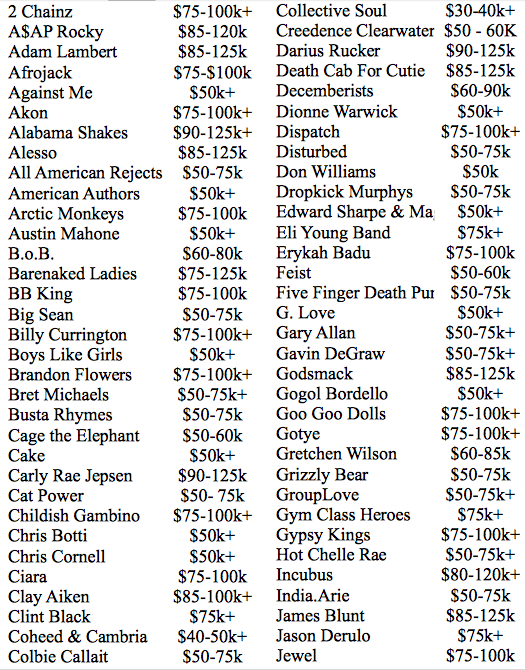 2 Chainz $75-100k+
A$AP Rocky $85-120k
Adam Lambert $85-125k
Afrojack $75-$100k
Against Me $50k+
Akon $75-100k+
Alabama Shakes $90-125k+
Alesso $85-125k
All American Rejects $50-75k
American Authors $50k+
Arctic Monkeys $75-100k
Austin Mahone $50k+
B.o.B. $60-80k
Barenaked Ladies $75-125k
BB King $75-100k
Big Sean $50-75k
Billy Currington $75-100k+
Boys Like Girls $50k+
Brandon Flowers $75-100k+
Bret Michaels $50-75k+
Busta Rhymes $50-75k
Cage the Elephant $50-60k
Cake $50k+
Carly Rae Jepsen $90-125k
Cat Power $50- 75k
Childish Gambino $75-100k+
Chris Botti $50k+
Chris Cornell $50k+
Ciara $75-100k
Clay Aiken $85-100k+
Clint Black $75k+
Coheed & Cambria $40-50k+
Colbie Callait $50-75k
Collective Soul $30-40k+
Creedence Clearwater $50 - 60K
Darius Rucker $90-125k
Death Cab For Cutie $85-125k
Decemberists $60-90k
Dionne Warwick $50k+
Dispatch $75-100k+
Disturbed $50-75k
Don Williams $50k
Dropkick Murphys $50-75k
Edward Sharpe & Ma $50k+
Eli Young Band $75k+
Erykah Badu $75-100k
Feist $50-60k
Five Finger Death Pu $50-75k
G. Love $50k+
Gary Allan $50-75k+
Gavin DeGraw $50-75k+
Godsmack $85-125k
Gogol Bordello $50k+
Goo Goo Dolls $75-100k+
Gotye $75-100k+
Gretchen Wilson $60-85k
Grizzly Bear $50-75k
GroupLove $50-75k+
Gym Class Heroes $75k+
Gypsy Kings $75-100k+
Hot Chelle Rae $50-75k+
Incubus $80-120k+
India.Arie $50-75k
James Blunt $85-125k
Jason Derulo $75k+
Jewel $75-100k